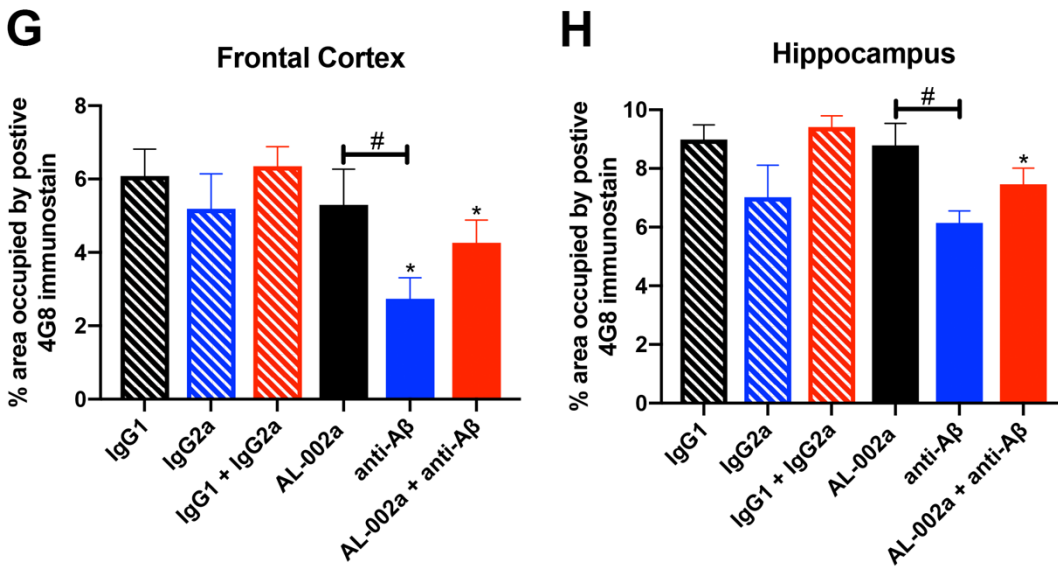 G
Frontal Cortex
% area occupied by postive
4G8 immunostain
8
6
4
2
0
#
*
*
IgG1
IgG2a
IgG1 + IgG2a
AL-002a
anti-Aβ
AL-002a + anti-Aβ
H
Hippocampus
% area occupied by postive
4G8 immunostain
10
8
6
4
2
0
#
*
IgG1
IgG2a
IgG1 + IgG2a
AL-002a
anti-Aβ
AL-002a + anti-Aβ